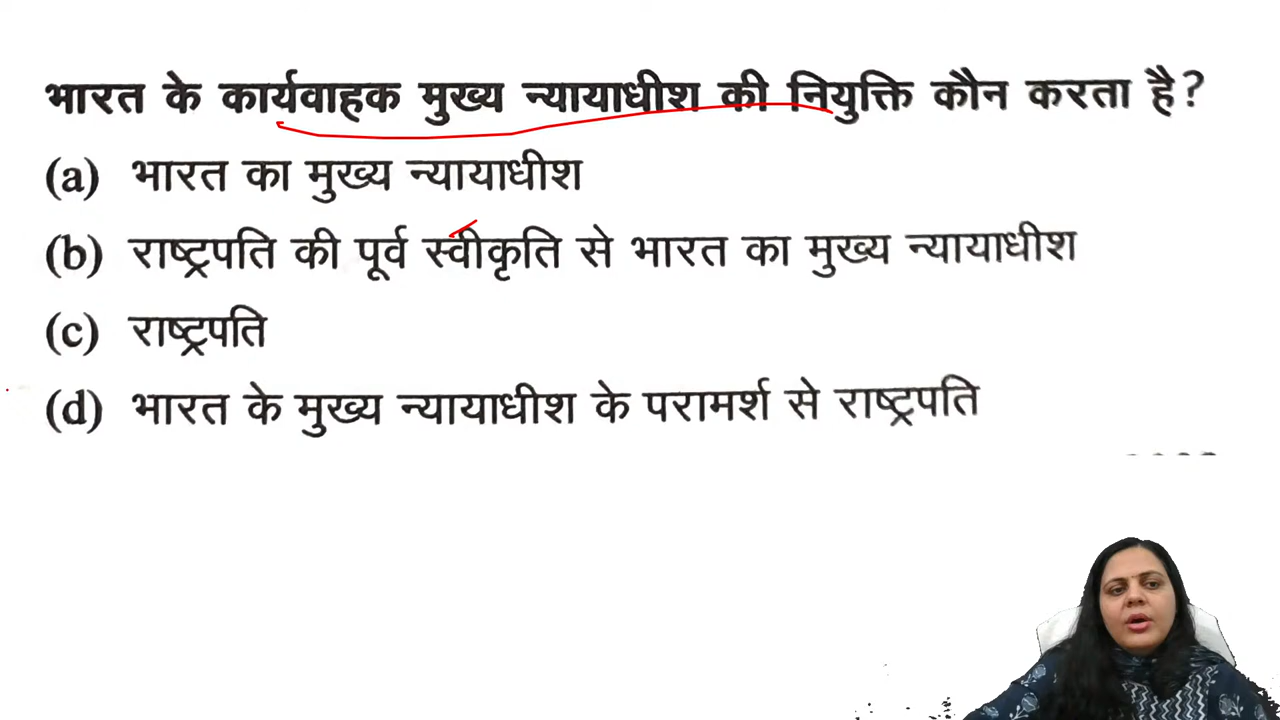 भारत के कार्यवाहक मुख्य न्यायाधीश की नियुक्ति कौन करता है?
(a) भारत का मुख्य न्यायाधीश
(b) राष्ट्रपति की पूर्व स्वीकृति से भारत का मुख्य न्यायाधीश
(c) राष्ट्रपति
(d) भारत के मुख्य न्यायाधीश के परामर्श से राष्ट्रपति